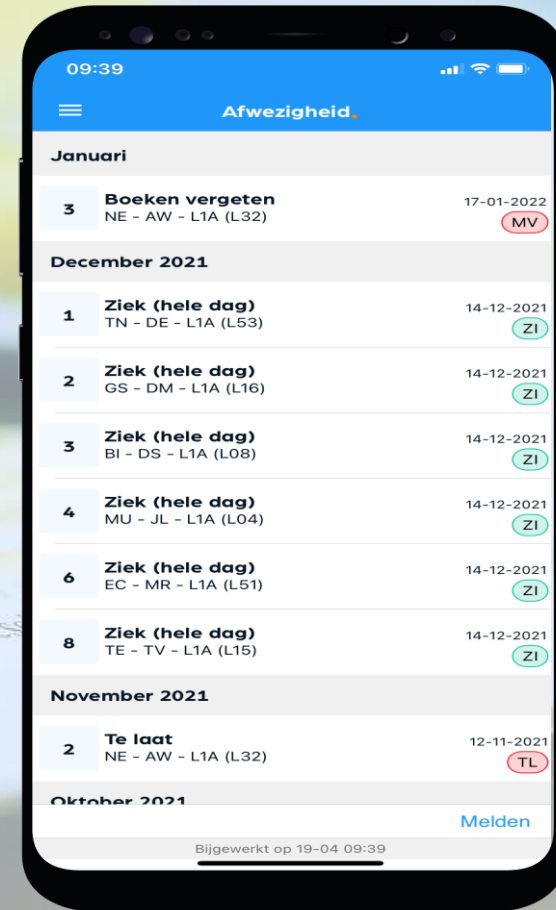 09:39
Afwezigheid.
Januari
3 Boeken vergeten 17-01-2022
NE - AW - L1A (L32) MV
December 2021
1 Ziek (hele dag) 14-12-2021
TN - DE - L1A (L53) ZI
2 Ziek (hele dag) 14-12-2021
GS - DM - L1A (L16) ZI
3 Ziek (hele dag) 14-12-2021
BI - DS - L1A (L08) ZI
4 Ziek (hele dag) 14-12-2021
MU - JL - L1A (L04) ZI
6 Ziek (hele dag) 14-12-2021
EC - MR - L1A (L51) ZI
8 Ziek (hele dag) 14-12-2021
TE - TV - L1A (L15) ZI
November 2021
2 Te laat 12-11-2021
NE - AW - L1A (L32) TL
Oktober 2021
Melden
Bijgewerkt op 19-04 09:39